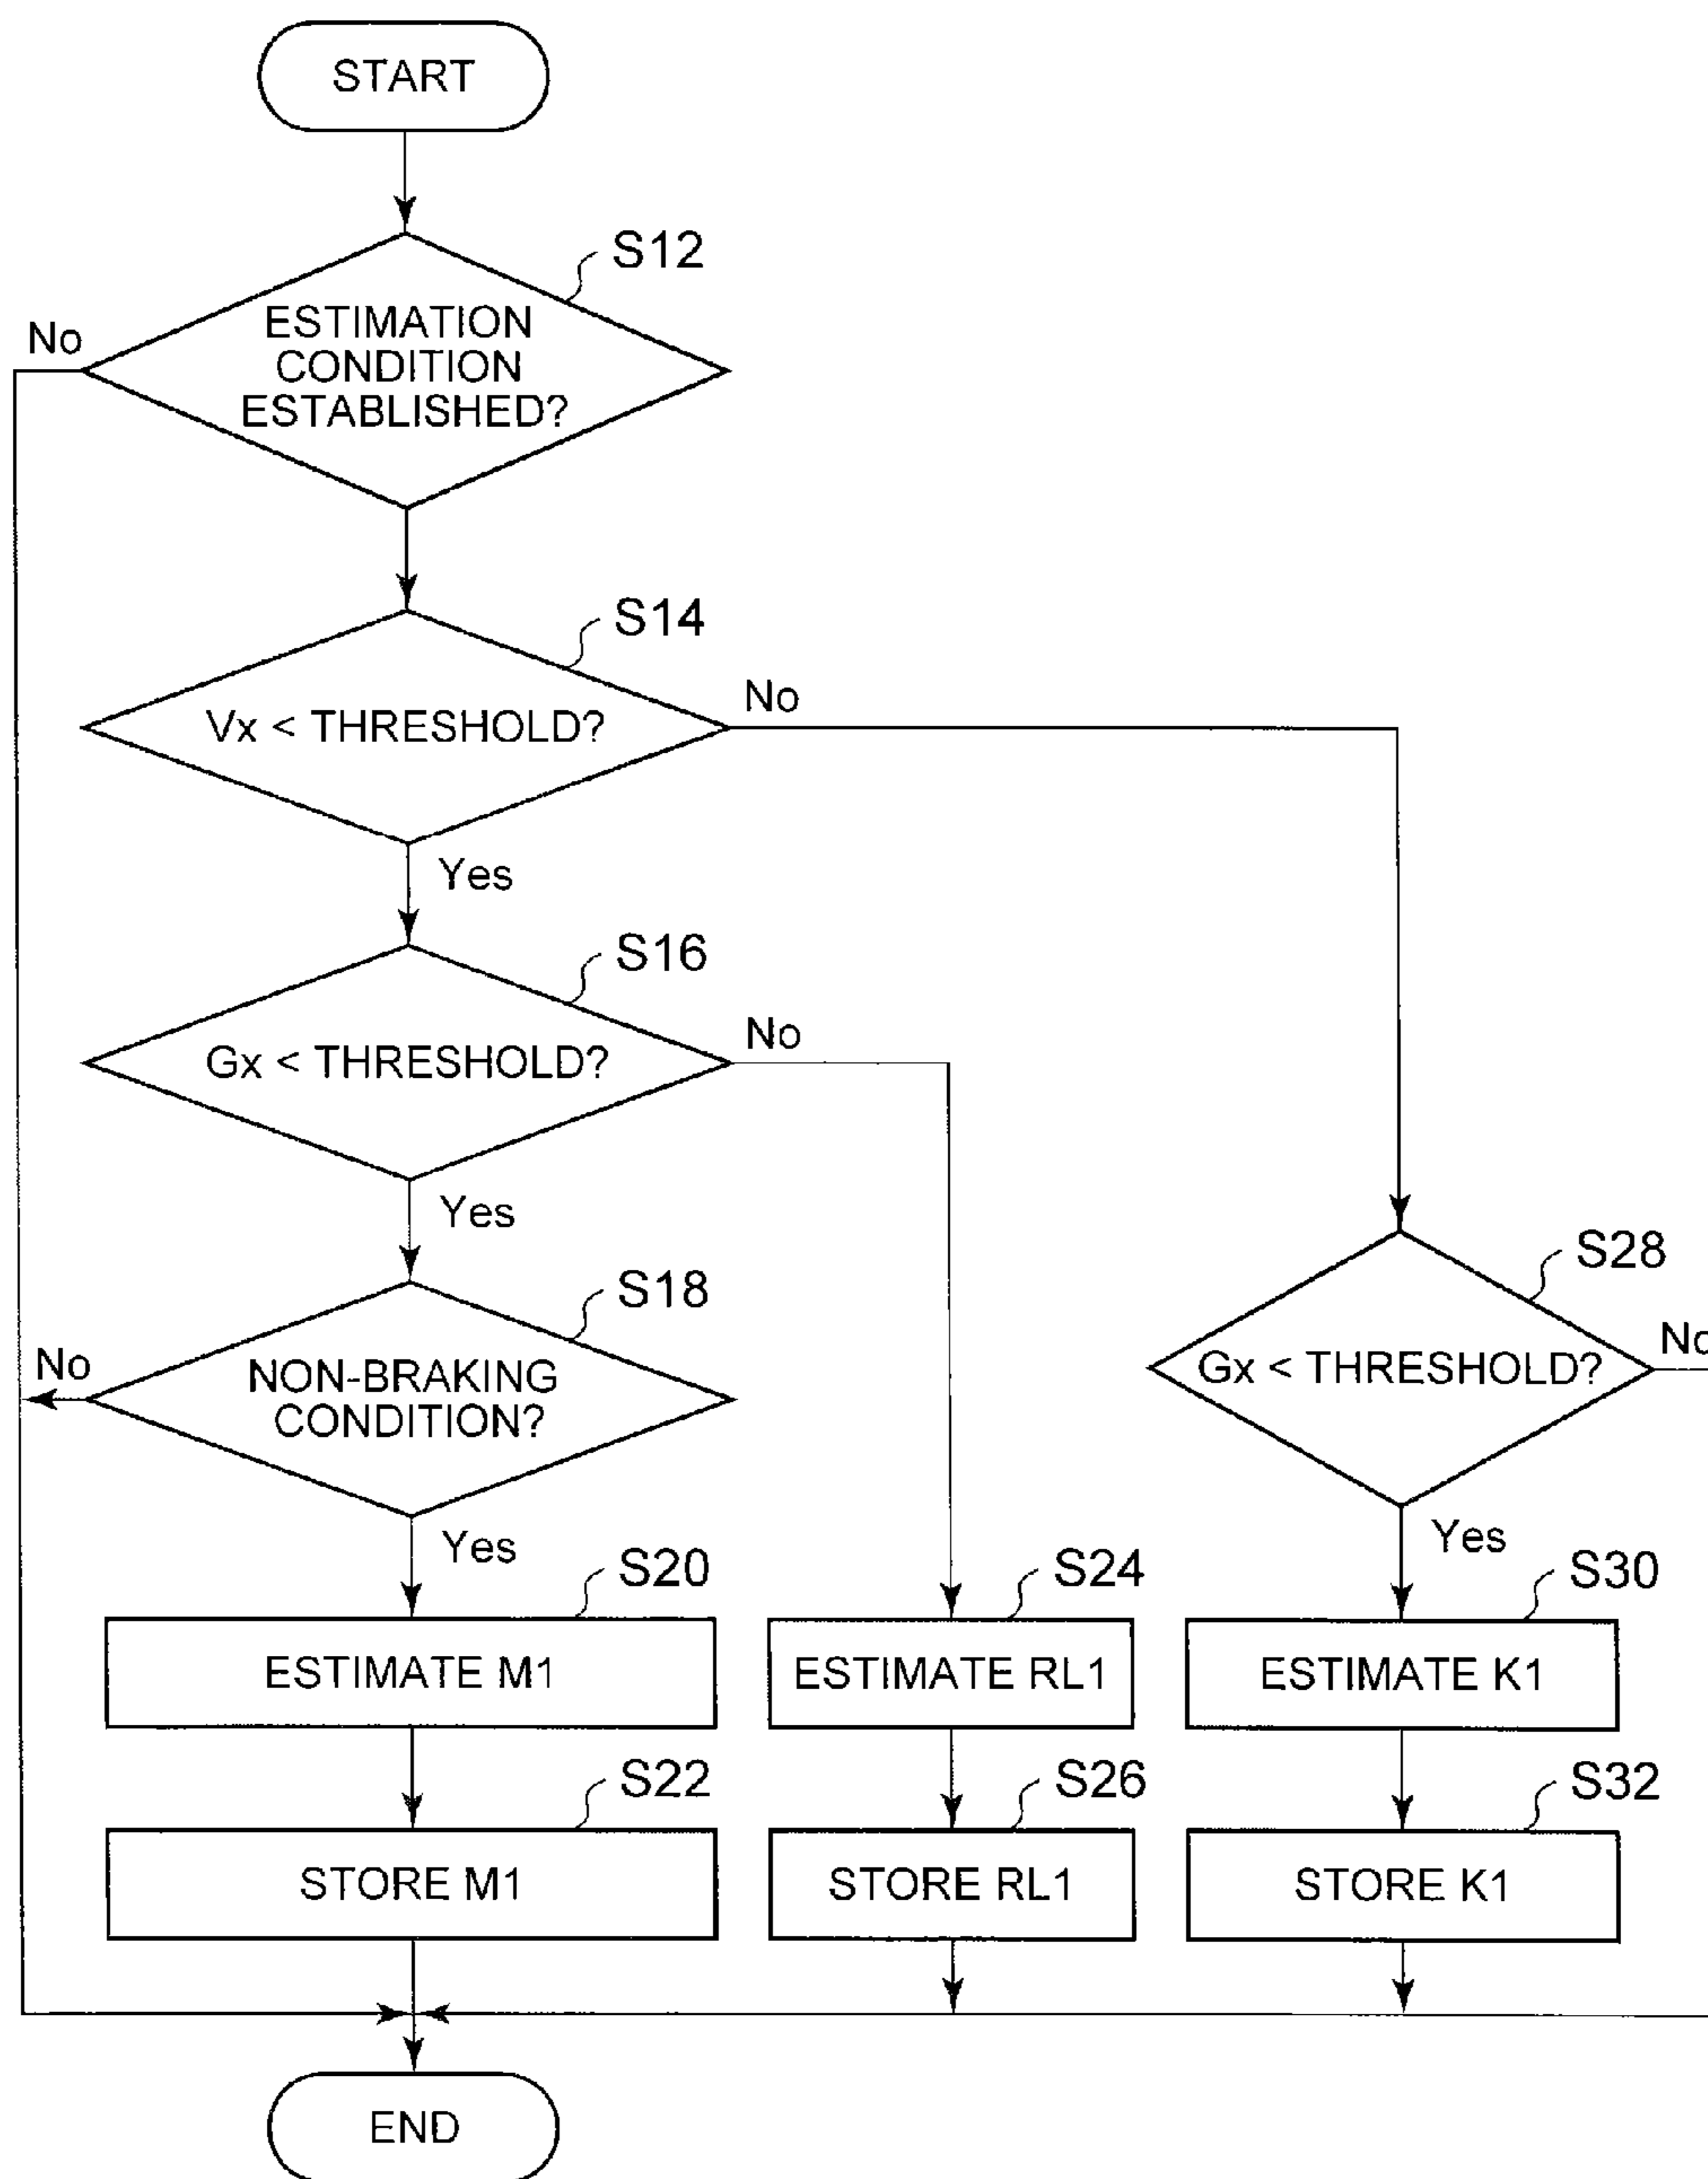 START
S12
ESTIMATION
CONDITION
ESTABLISHED?
No
S14
Vx < THRESHOLD?
No
Yes
S16
Gx < THRESHOLD?
No
Yes
S18
NON-BRAKING
CONDITION?
No
Yes
S28
Gx < THRESHOLD?
No
Yes
S20
ESTIMATE M1
S24
ESTIMATE RL1
S30
ESTIMATE K1
S22
STORE M1
S26
STORE RL1
S32
STORE K1
END